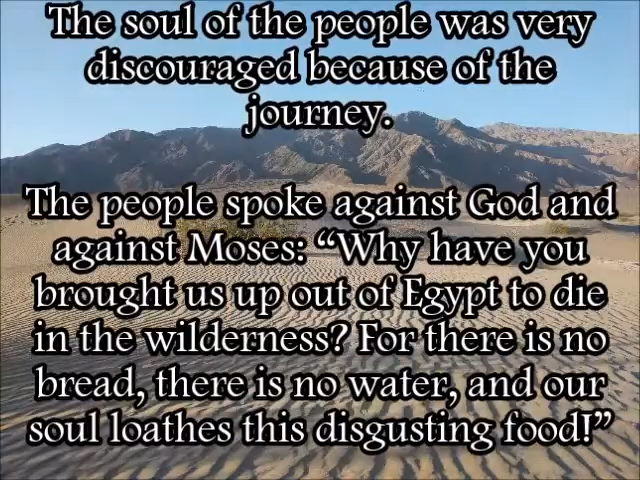 The soul of the people was very
discouraged because of the
journey.
The people spoke against God and
against Moses: “Why have you
brought us up out of Egypt to die
in the wilderness? For there is no
bread, there is no water, and our
soul loathes this disgusting food!”